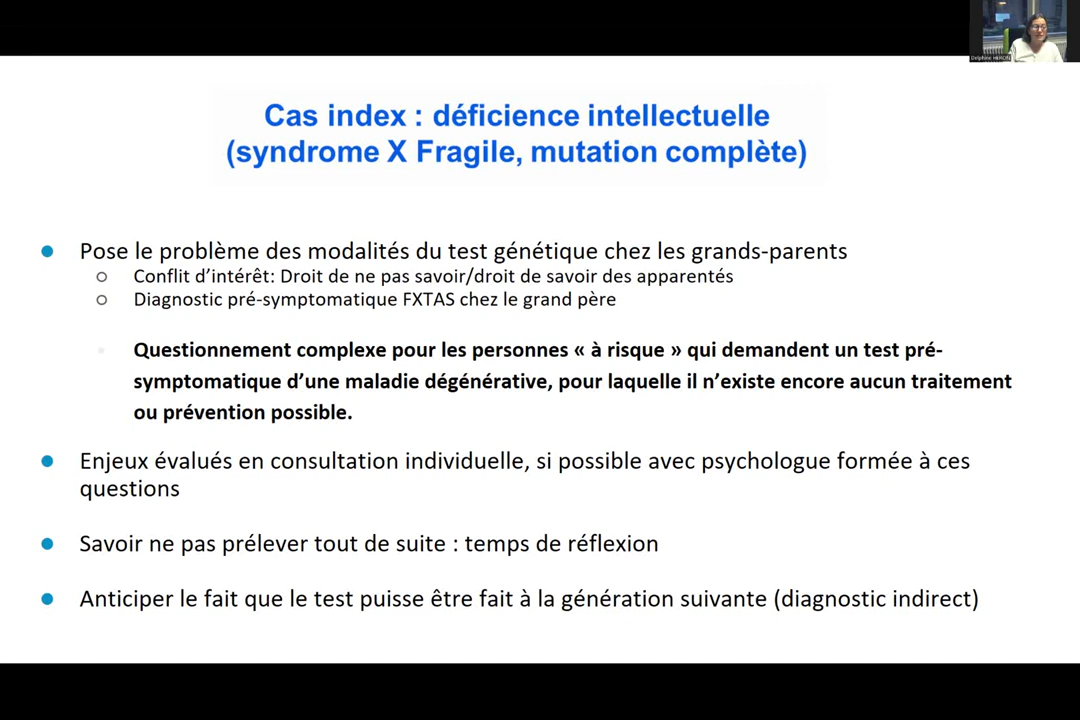 Delphine HERON
Cas index : déficience intellectuelle
(syndrome X Fragile, mutation complète)
Pose le problème des modalités du test génétique chez les grands-parents
Conflit d’intérêt: Droit de ne pas savoir/droit de savoir des apparentés
Diagnostic pré-symptomatique FXTAS chez le grand père
Questionnement complexe pour les personnes « à risque » qui demandent un test pré-
symptomatique d’une maladie dégénérative, pour laquelle il n’existe encore aucun traitement
ou prévention possible.
Enjeux évalués en consultation individuelle, si possible avec psychologue formée à ces
questions
Savoir ne pas prélever tout de suite : temps de réflexion
Anticiper le fait que le test puisse être fait à la génération suivante (diagnostic indirect)